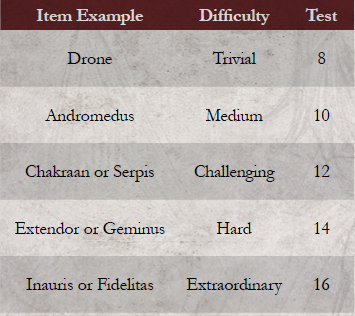 Item Example Difficulty Test
Drone Trivial 8
Andromedus Medium 10
Chakraan or Serpis Challenging 12
Extendor or Geminus Hard 14
Inauris or Fidelitas Extraordinary 16